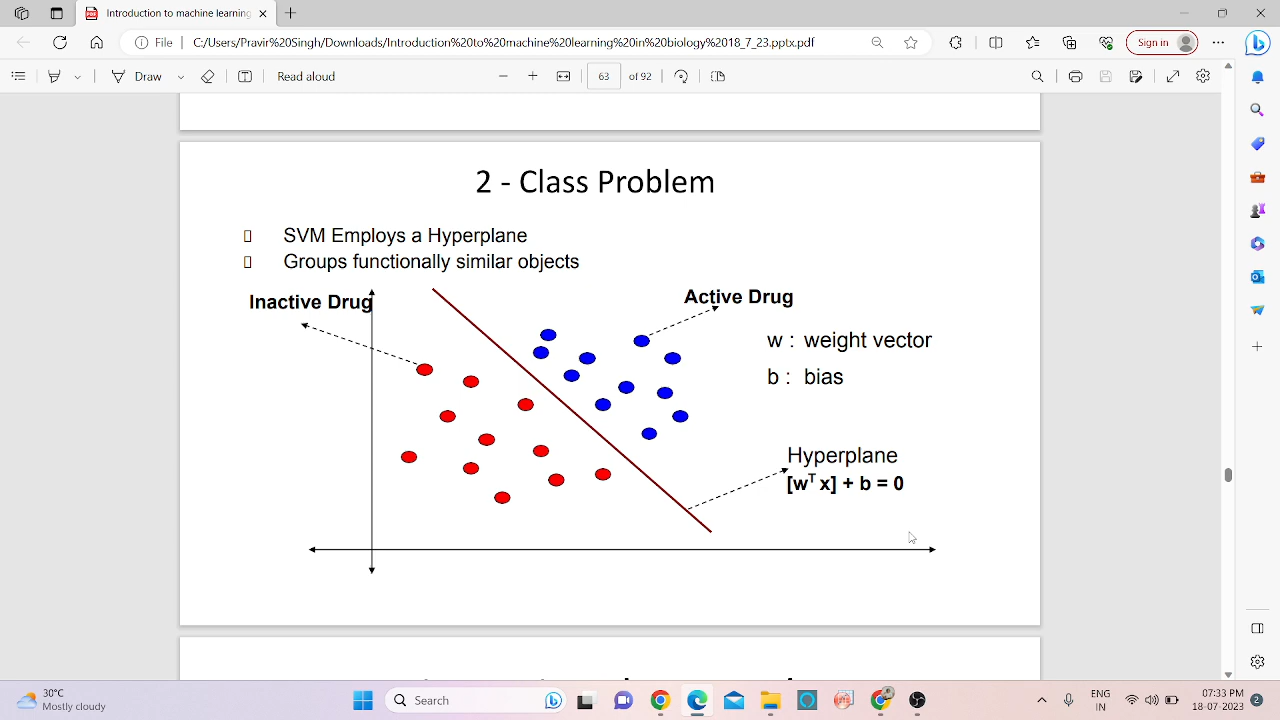 Introduction to machine learning
File
C:/Users/Pravir%20Singh/Downloads/Introduction%20to%20machine%20learning%20in%20biology%2018_7_23.pptx.pdf
Sign in
Draw
Read aloud
63 of 92
2 - Class Problem
SVM Employs a Hyperplane
Groups functionally similar objects
Inactive Drug
Active Drug
w : weight vector
b : bias
Hyperplane
[wᵀ x] + b = 0
30°C
Mostly cloudy
Search
ENG
IN
07:33 PM
18-07-2023
2